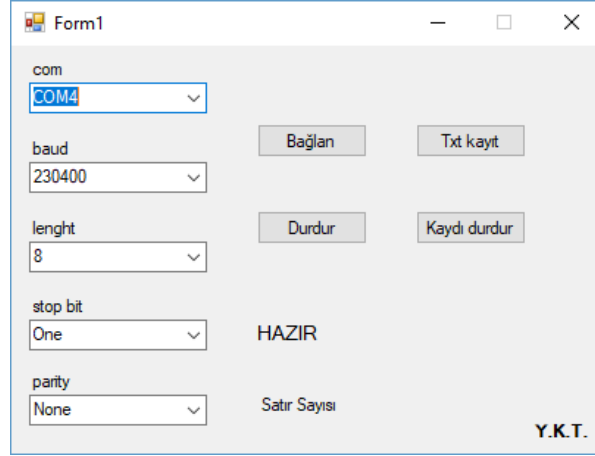 Form1
com
COM4
baud
230400
lenght
8
stop bit
One
parity
None
Bağlan
Txt kayıt
Durdur
Kaydı durdur
HAZIR
Satır Sayısı
Y.K.T.